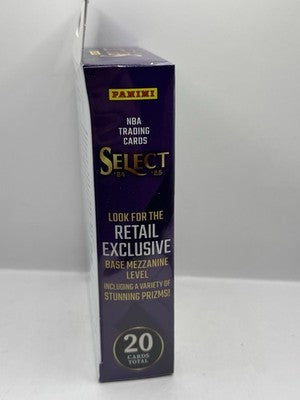 PANINI
NBA
TRADING
CARDS
SELECT
'24 '25
LOOK FOR THE
RETAIL
EXCLUSIVE
BASE MEZZANINE
LEVEL
INCLUDING A VARIETY OF
STUNNING PRIZMS!
20
CARDS
TOTAL